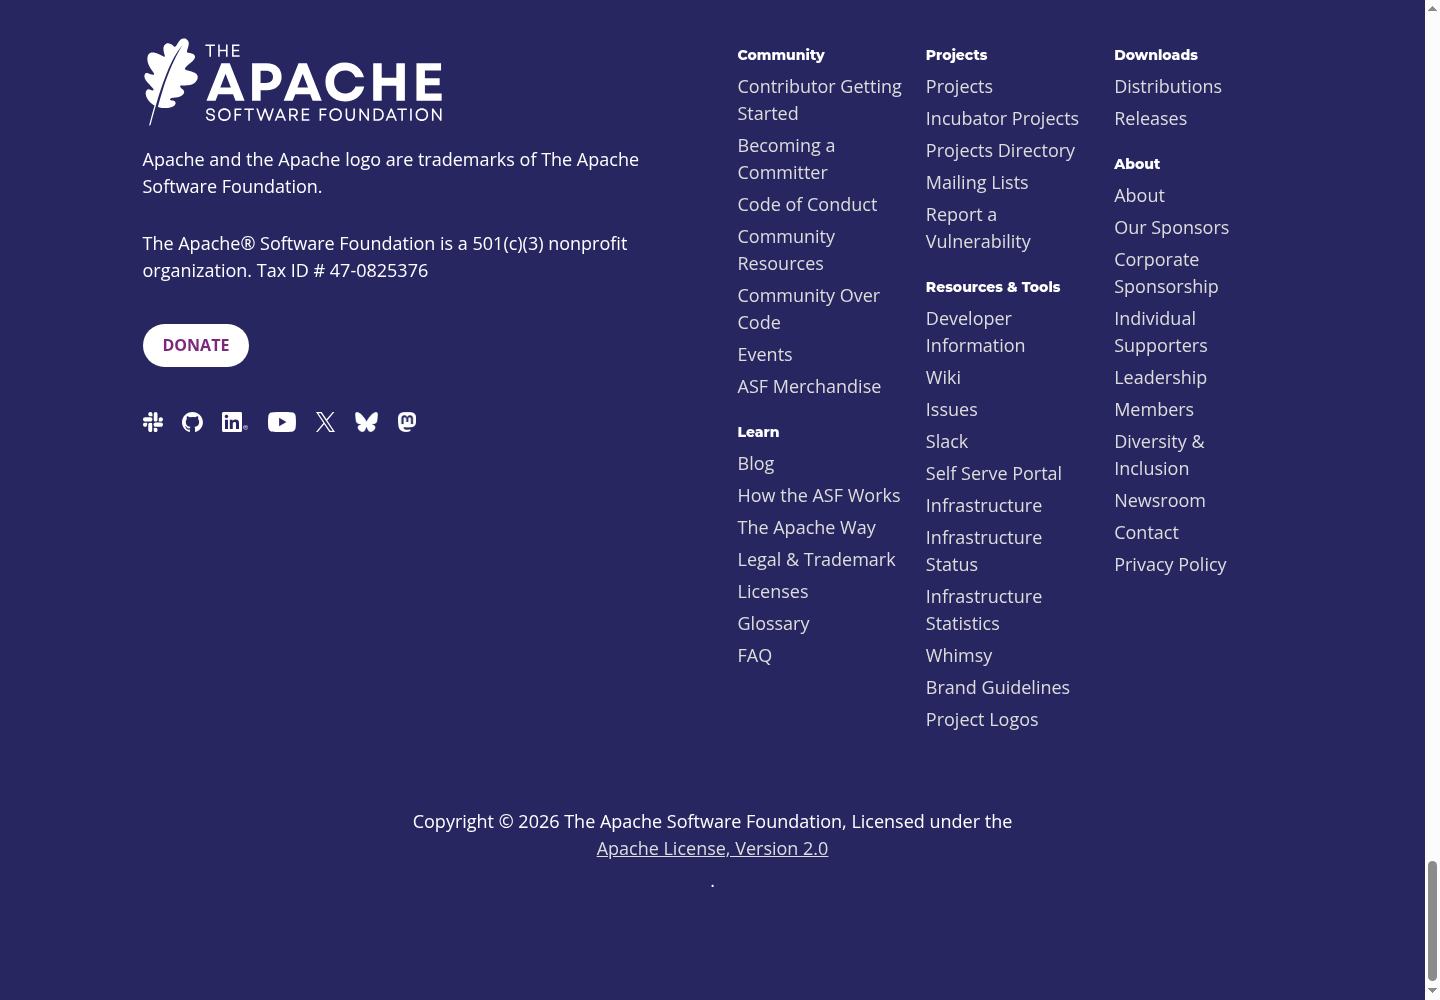 THE
APACHE
SOFTWARE FOUNDATION
Apache and the Apache logo are trademarks of The Apache
Software Foundation.
The Apache® Software Foundation is a 501(c)(3) nonprofit
organization. Tax ID # 47-0825376
DONATE
Community
Contributor Getting
Started
Becoming a
Committer
Code of Conduct
Community
Resources
Community Over
Code
Events
ASF Merchandise
Learn
Blog
How the ASF Works
The Apache Way
Legal & Trademark
Licenses
Glossary
FAQ
Projects
Projects
Incubator Projects
Projects Directory
Mailing Lists
Report a
Vulnerability
Resources & Tools
Developer
Information
Wiki
Issues
Slack
Self Serve Portal
Infrastructure
Infrastructure
Status
Infrastructure
Statistics
Whimsy
Brand Guidelines
Project Logos
Downloads
Distributions
Releases
About
About
Our Sponsors
Corporate
Sponsorship
Individual
Supporters
Leadership
Members
Diversity &
Inclusion
Newsroom
Contact
Privacy Policy
Copyright © 2026 The Apache Software Foundation, Licensed under the
Apache License, Version 2.0
.